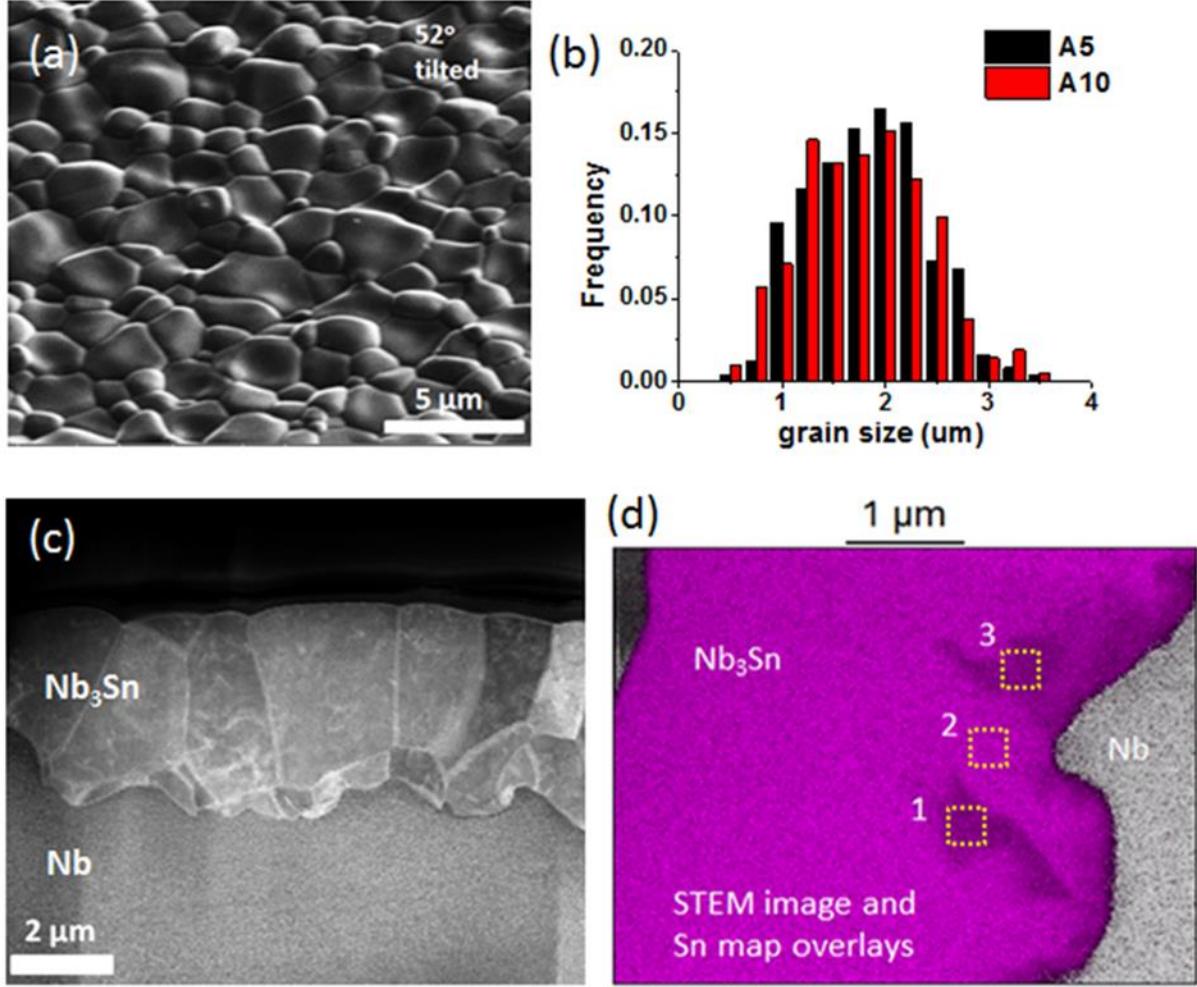 (a)
52°
tilted
5 μm
(b)
A5
A10
Frequency
0.20
0.15
0.10
0.05
0.00
0 1 2 3 4
grain size (um)
(c)
Nb₃Sn
Nb
2 μm
(d)
1 μm
Nb₃Sn
3
2
1
Nb
STEM image and
Sn map overlays